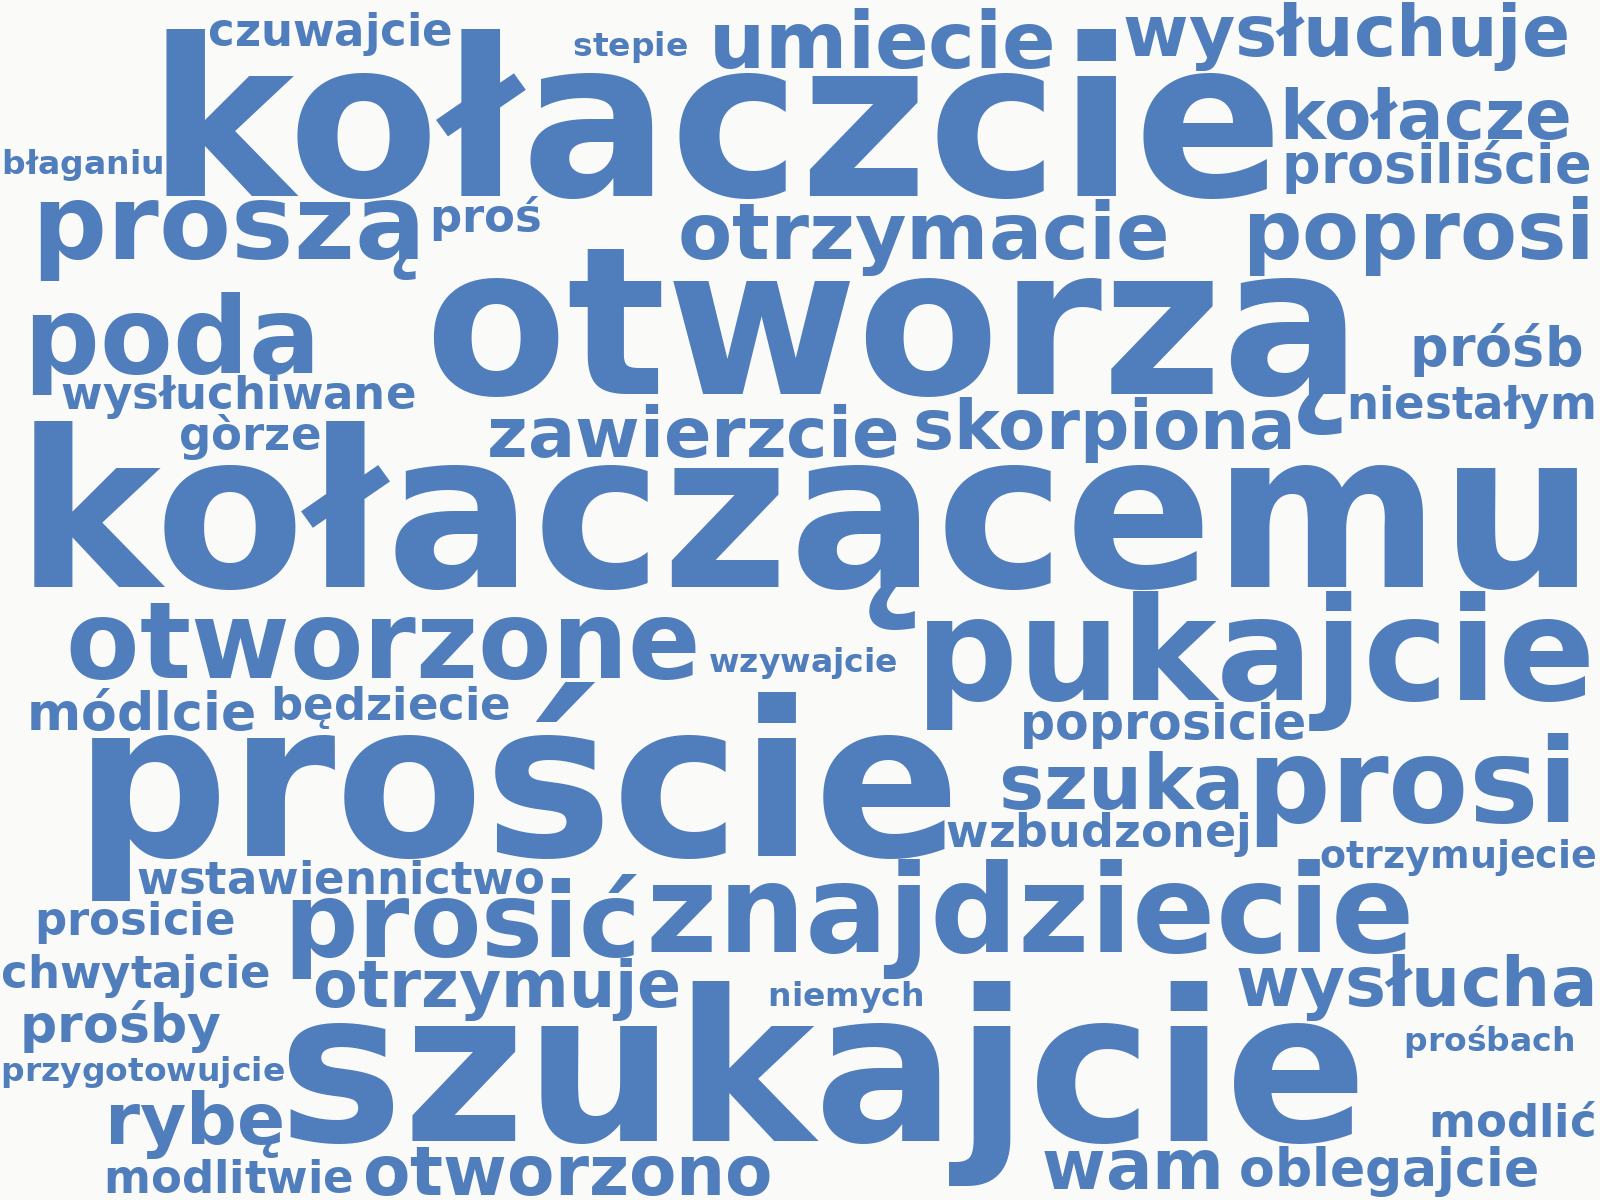 czuwajcie
stepie
umiecie
wysłuchuje
kołaczcie
kołacze
błaganiu
prosiliście
proszą
proś
otrzymacie
poprosi
otworzą
poda
próśb
wysłuchiwane
niestałym
gòrze
zawierzcie
skorpiona
kołaczącemu
otworzone
wzywajcie
pukajcie
módlcie
będziecie
poprosicie
proście
szuka
prosi
wzbudzonej
otrzymujecie
wstawiennictwo
prosicie
prosić
znajdziecie
chwytajcie
otrzymuje
niemych
wysłucha
prośby
szukajcie
prośbach
przygotowujcie
rybę
modlić
modlitwie
otworzono
wam
oblegajcie